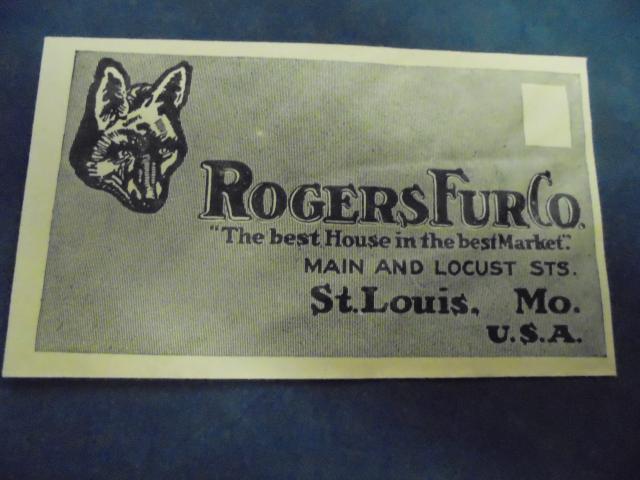 Rogers Fur Co.
"The best House in the best Market".
MAIN AND LOCUST STS.
St. Louis, Mo.
U.S.A.